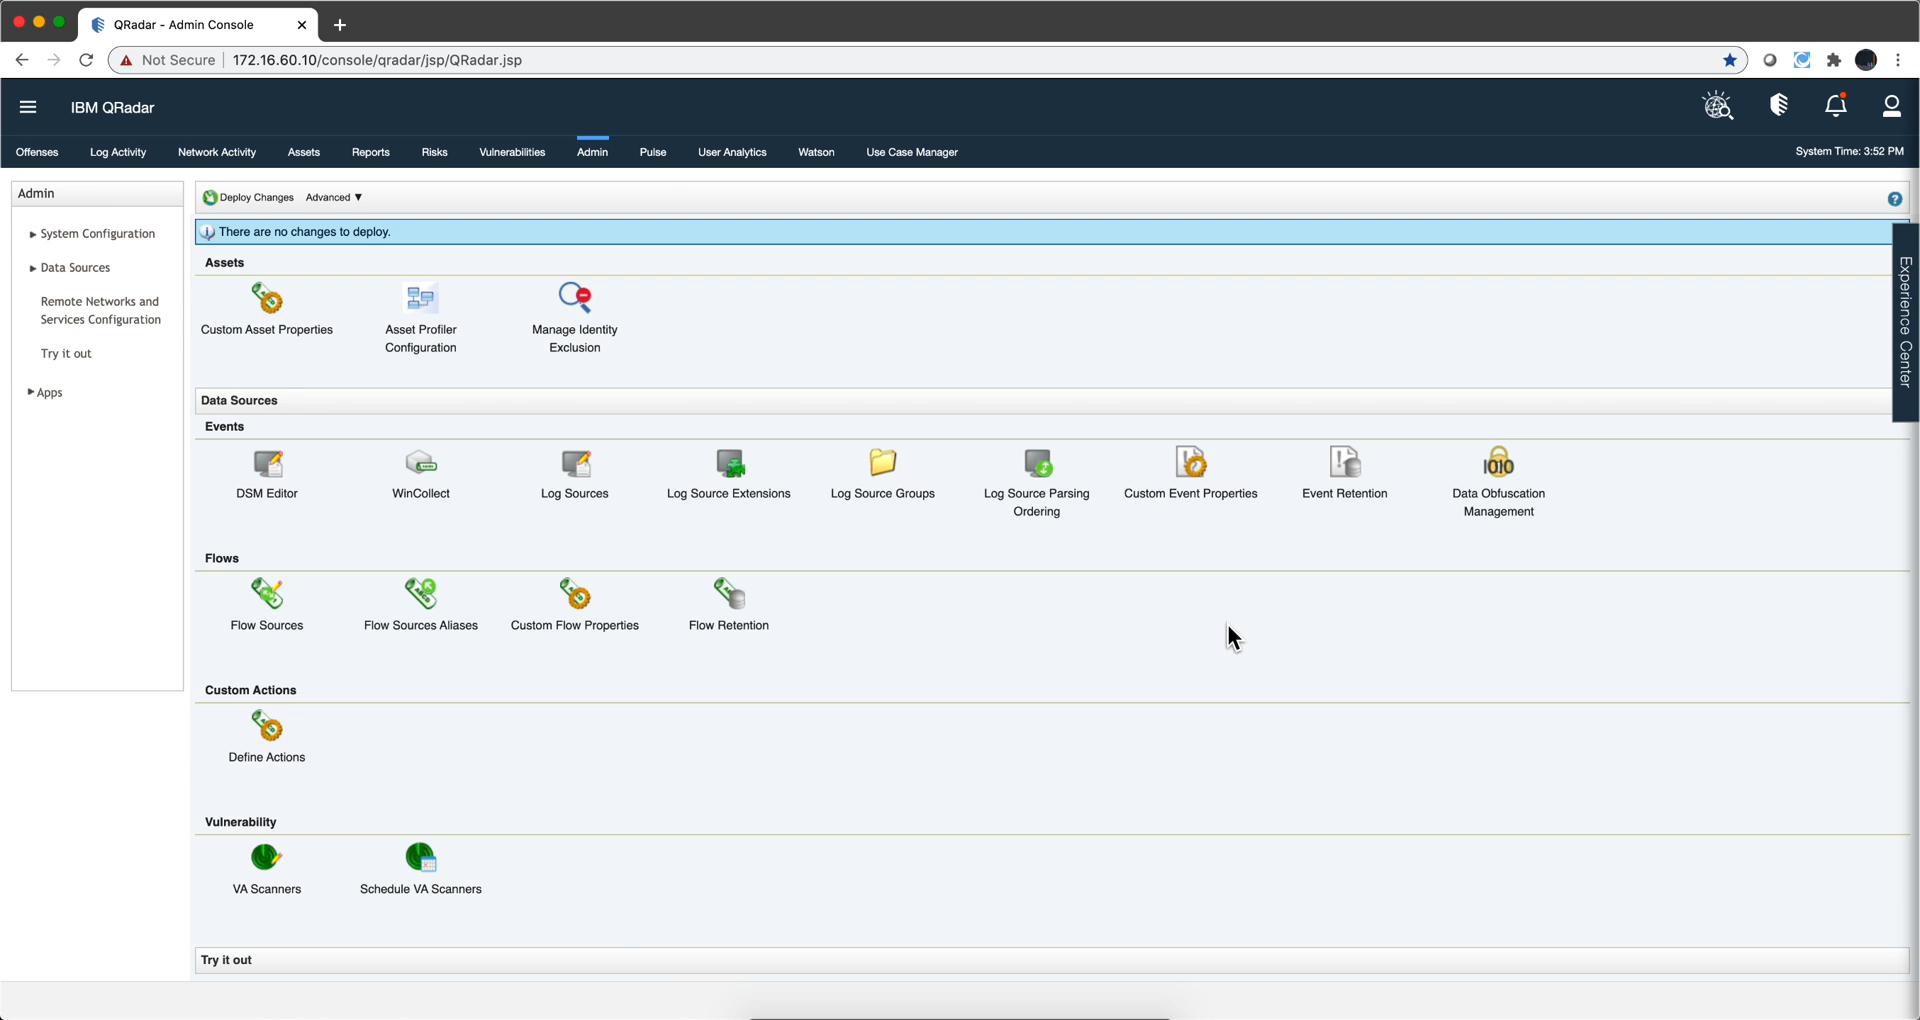 QRadar - Admin Console
Not Secure 172.16.60.10/console/qradar/jsp/QRadar.jsp
IBM QRadar
Offenses Log Activity Network Activity Assets Reports Risks Vulnerabilities Admin Pulse User Analytics Watson Use Case Manager System Time: 3:52 PM
Admin
System Configuration
Data Sources
Remote Networks and
Services Configuration
Try it out
Apps
Deploy Changes Advanced
There are no changes to deploy.
Assets
Custom Asset Properties
Asset Profiler
Configuration
Manage Identity
Exclusion
Data Sources
Events
DSM Editor
WinCollect
Log Sources
Log Source Extensions
Log Source Groups
Log Source Parsing
Ordering
Custom Event Properties
Event Retention
Data Obfuscation
Management
Flows
Flow Sources
Flow Sources Aliases
Custom Flow Properties
Flow Retention
Custom Actions
Define Actions
Vulnerability
VA Scanners
Schedule VA Scanners
Try it out
Experience Center